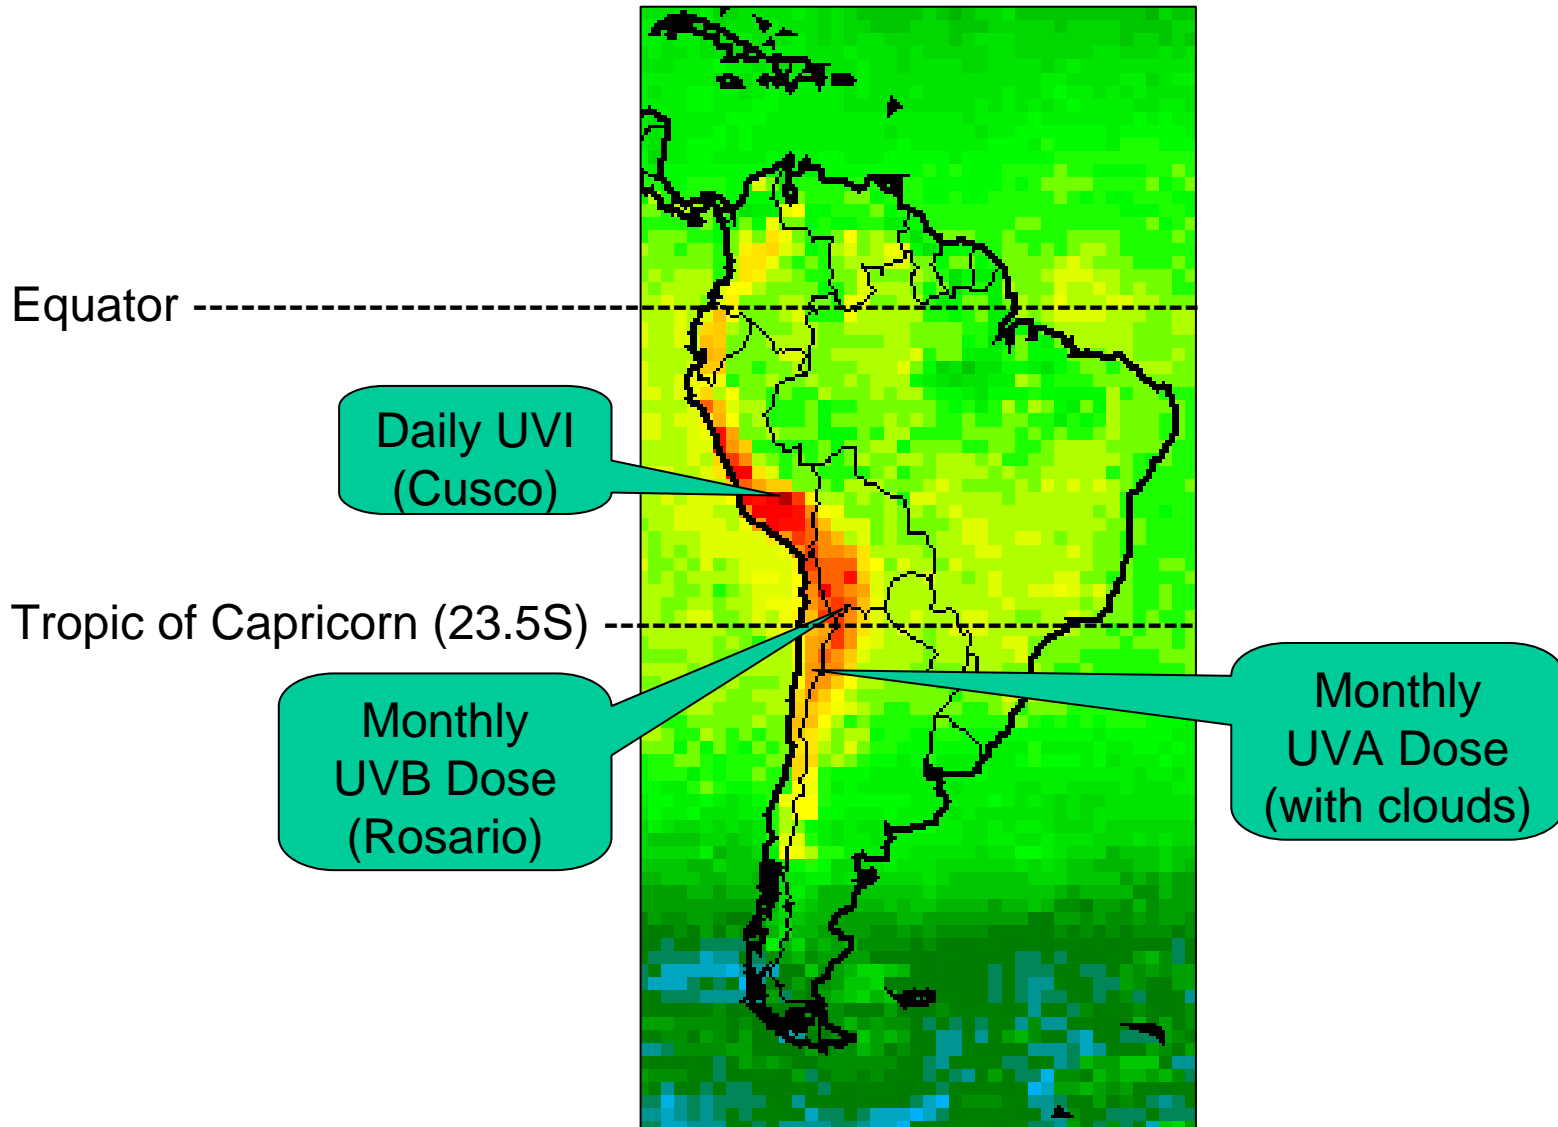 Equator
Daily UVI
(Cusco)
Tropic of Capricorn (23.5S)
Monthly
UVB Dose
(Rosario)
Monthly
UVA Dose
(with clouds)